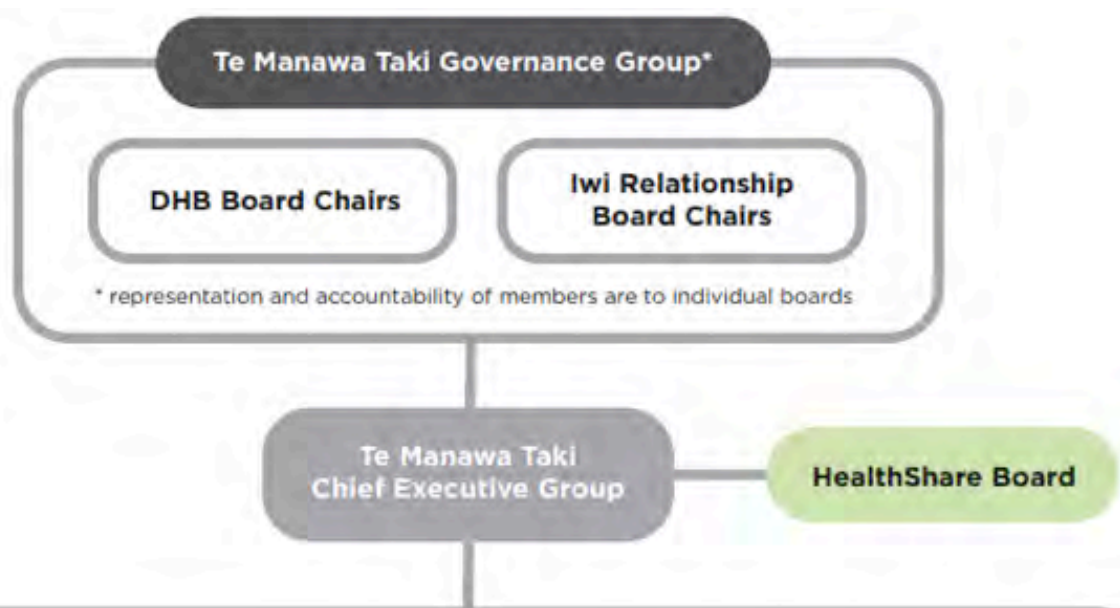 Te Manawa Taki Governance Group*
DHB Board Chairs
Iwi Relationship
Board Chairs
* representation and accountability of members are to individual boards
Te Manawa Taki
Chief Executive Group
HealthShare Board